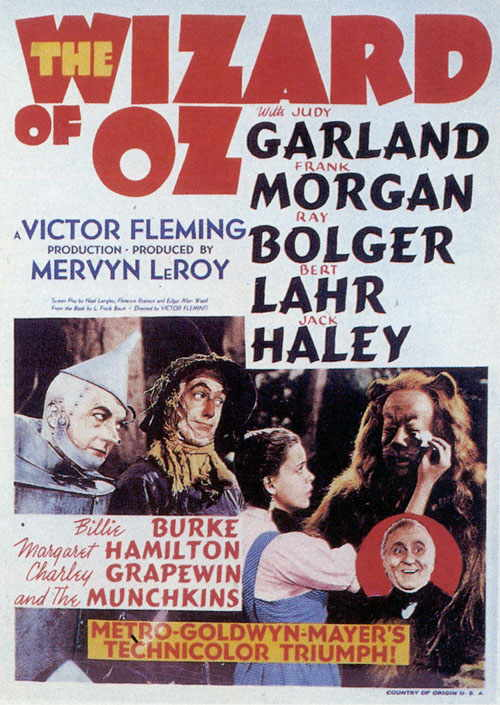 THE WIZARD
OF OZ
With JUDY
GARLAND
FRANK
MORGAN
RAY
BOLGER
BERT
LAHR
JACK
HALEY
A VICTOR FLEMING
PRODUCTION - PRODUCED BY
MERVYN LeROY
Screen Play by Noel Langley, Florence Ryerson and Edgar Allan Woolf
From the Book by L. Frank Baum - Directed by VICTOR FLEMING
Billie BURKE
Margaret HAMILTON
Charley GRAPEWIN
and The MUNCHKINS
METRO-GOLDWYN-MAYER'S
TECHNICOLOR TRIUMPH!
COUNTRY OF ORIGIN U. S. A.